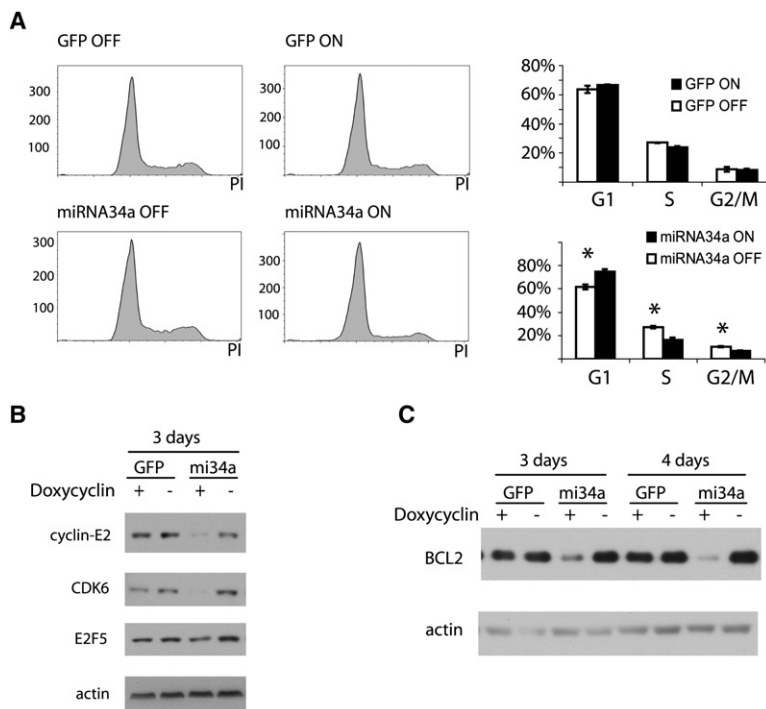 A
GFP OFF
300
200
100
PI
GFP ON
300
200
100
PI
miRNA34a OFF
300
200
100
PI
miRNA34a ON
300
200
100
PI
80%
60%
40%
20%
GFP ON
GFP OFF
G1 S G2/M
80%
60%
40%
20%
miRNA34a ON
miRNA34a OFF
* * *
G1 S G2/M
B
3 days
GFP mi34a
Doxycyclin + - + -
cyclin-E2
CDK6
E2F5
actin
C
3 days 4 days
GFP mi34a GFP mi34a
Doxycyclin + - + - + - + -
BCL2
actin